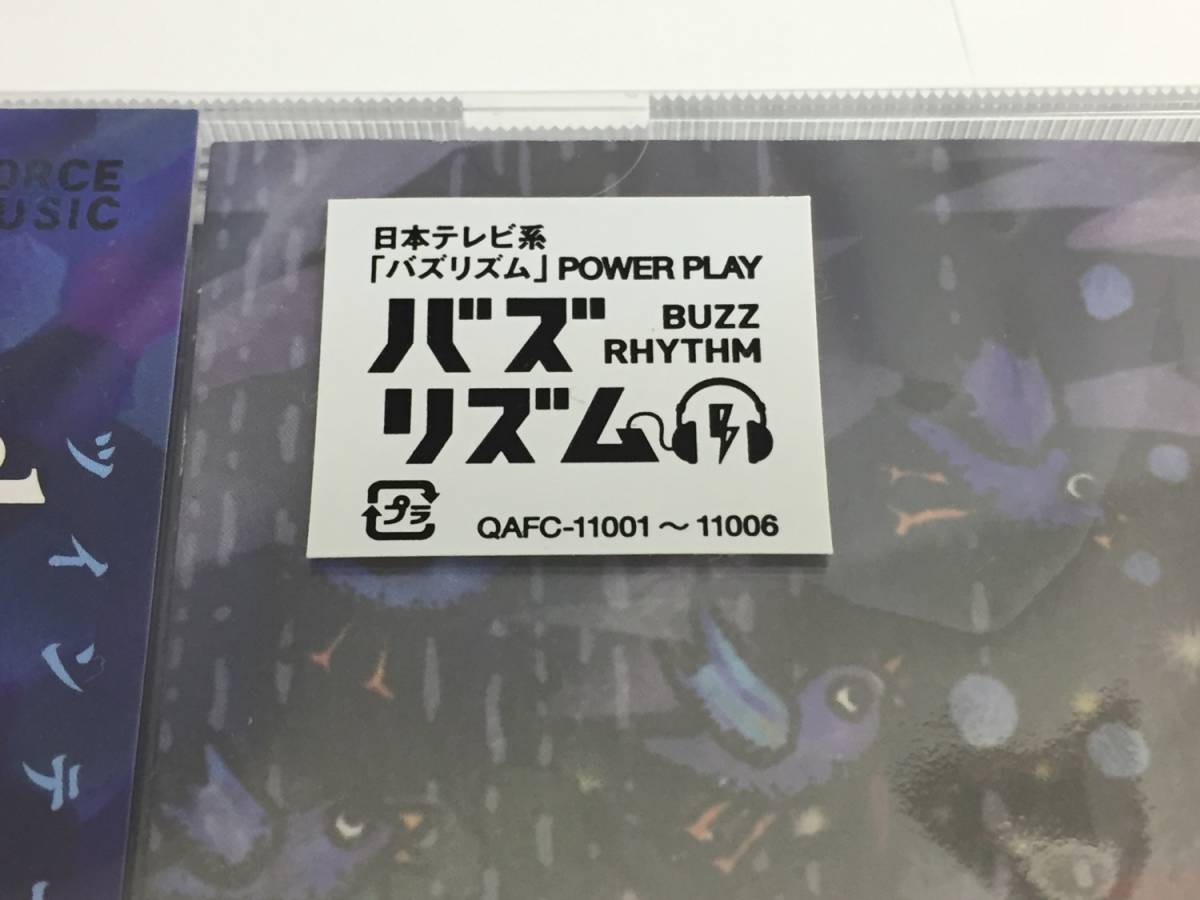 ORCE
USIC
ツインテ
日本テレビ系
「バズリズム」POWER PLAY
バズ
リズム
BUZZ
RHYTHM
プラ
QAFC-11001～11006